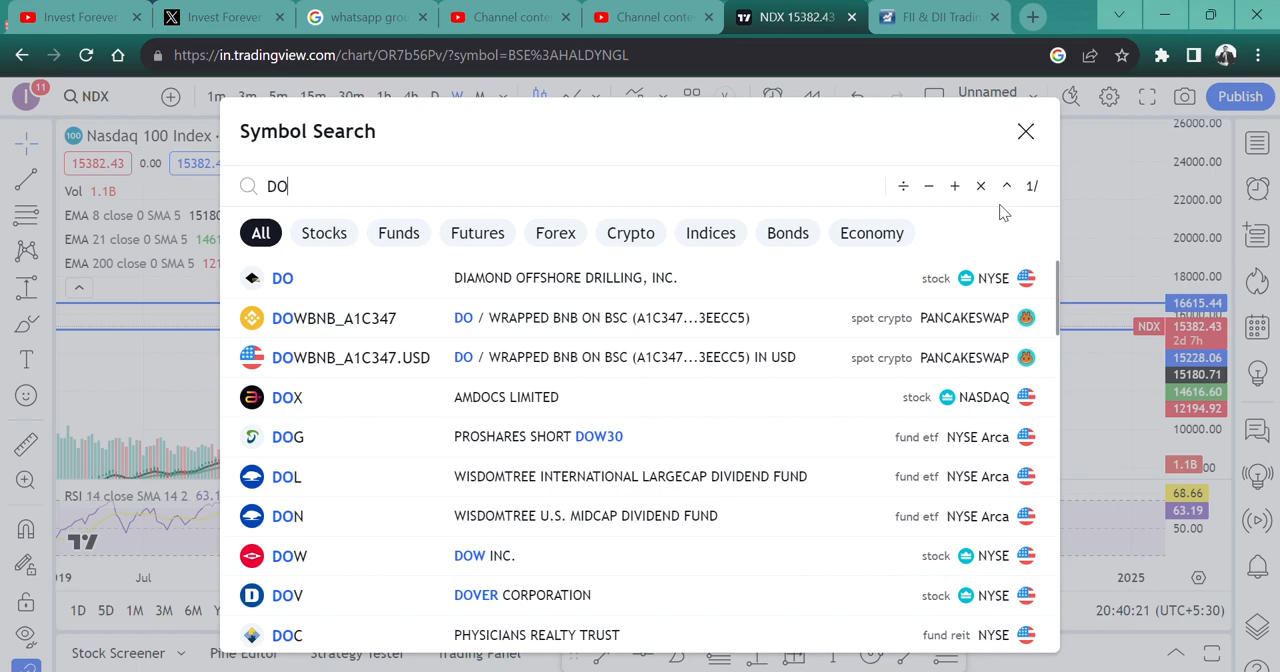 Invest Forever
Invest Forever
whatsapp grou
Channel conte
Channel conte
NDX 15382.43
FII & DII Tradin
https://in.tradingview.com/chart/OR7b56Pv/?symbol=BSE%3AHALDYNGL
11
I
NDX
1m 3m 5m 15m 30m 1h 4h D W M
Unnamed
Publish
Symbol Search
100 Nasdaq 100 Index
15382.43 0.00 15382.4
Vol 1.1B
EMA 8 close 0 SMA 5 1518
EMA 21 close 0 SMA 5 1461
EMA 200 close 0 SMA 5 121
DO
1/
All Stocks Funds Futures Forex Crypto Indices Bonds Economy
DO DIAMOND OFFSHORE DRILLING, INC. stock NYSE
DOWBNB_A1C347 DO / WRAPPED BNB ON BSC (A1C347...3EECC5) spot crypto PANCAKESWAP
DOWBNB_A1C347.USD DO / WRAPPED BNB ON BSC (A1C347...3EECC5) IN USD spot crypto PANCAKESWAP
DOX AMDOCS LIMITED stock NASDAQ
DOG PROSHARES SHORT DOW30 fund etf NYSE Arca
DOL WISDOMTREE INTERNATIONAL LARGECAP DIVIDEND FUND fund etf NYSE Arca
DON WISDOMTREE U.S. MIDCAP DIVIDEND FUND fund etf NYSE Arca
DOW DOW INC. stock NYSE
DOV DOVER CORPORATION stock NYSE
DOC PHYSICIANS REALTY TRUST fund reit NYSE
26000.00
24000.00
22000.00
20000.00
18000.00
16615.44
16000.00
NDX 15382.43
2d 7h
15228.06
15180.71
14616.60
12194.92
10000.00
1.1B
68.66
63.19
50.00
RSI 14 close SMA 14 2 63.1
Jul
2025
1D 5D 1M 3M 6M Y
20:40:21 (UTC+5:30)
Stock Screener
Pine Editor
Strategy Tester
Trading Panel